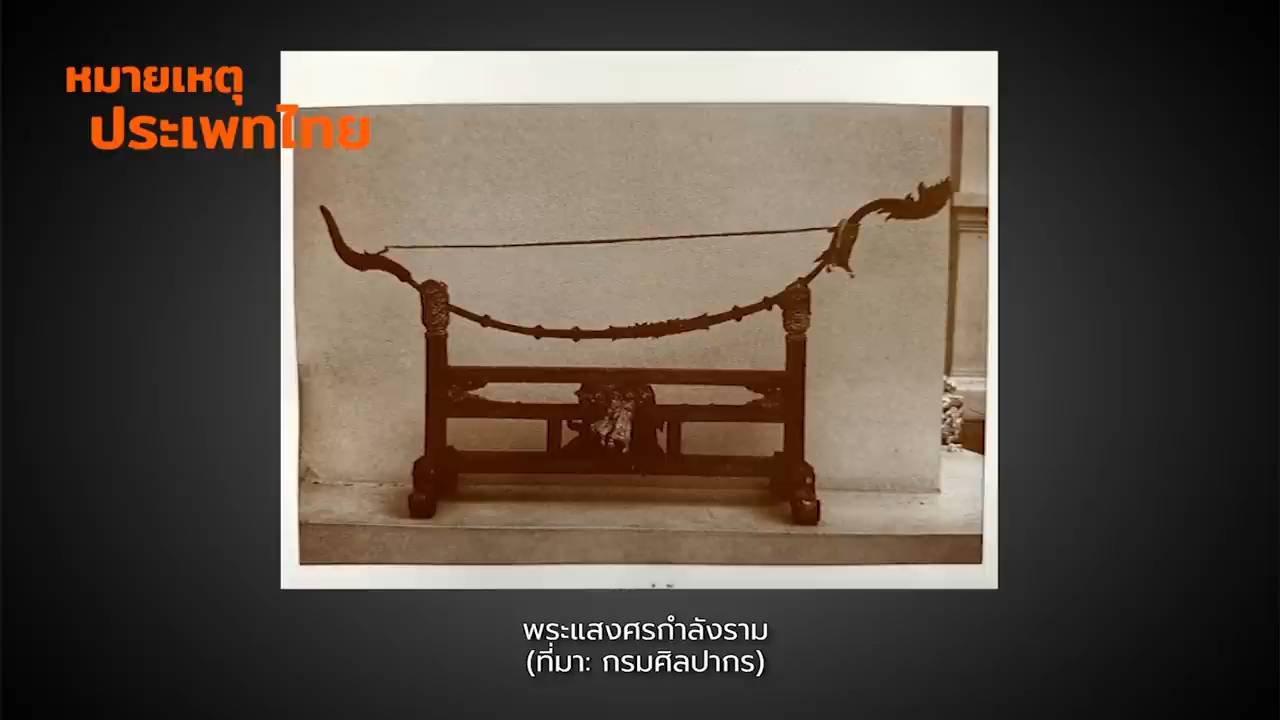 หมายเหตุ
ประเพทไทย
พระแสงศรกำลังราม
(ที่มา: กรมศิลปากร)